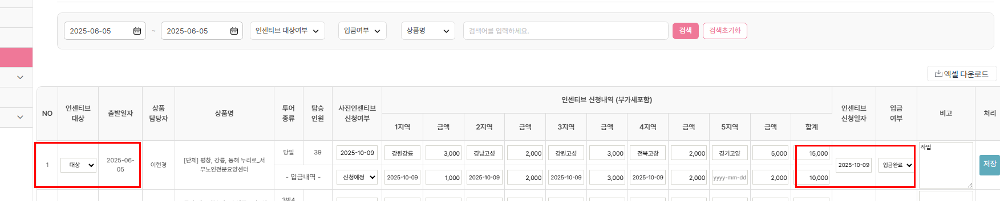 2025-06-05 ~ 2025-06-05 인센티브 대상여부 입금여부 상품명 검색어를 입력하세요. 검색 검색초기화
엑셀 다운로드
NO 인센티브 대상 출발일자 상품 담당자 상품명 투어 종류 탑승 인원 사전인센티브 신청여부 인센티브 신청내역 (부가세포함) 인센티브 신청일자 입금 여부 비고 처리
1지역 금액 2지역 금액 3지역 금액 4지역 금액 5지역 금액 합계
1 대상 2025-06-05 이현경 [단체] 평창, 강릉, 동해 누리로_서부노인전문요양센터 당일 39 2025-10-09 강원강릉 3,000 경남고성 2,000 강원고성 3,000 전북고창 2,000 경기고양 5,000 15,000 2025-10-09 입금완료 작업 저장
- 입금내역 - 신청예정 2025-10-09 1,000 2025-10-09 2,000 2025-10-09 3,000 2025-10-09 2,000 yyyy-mm-dd 2,000 10,000
3박4